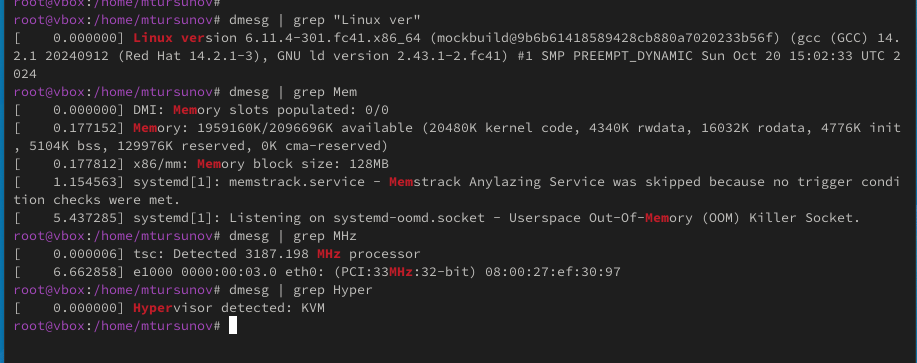 root@vbox:/home/mtursunov#
root@vbox:/home/mtursunov# dmesg | grep "Linux ver"
[    0.000000] Linux version 6.11.4-301.fc41.x86_64 (mockbuild@9b6b61418589428cb880a7020233b56f) (gcc (GCC) 14.
2.1 20240912 (Red Hat 14.2.1-3), GNU ld version 2.43.1-2.fc41) #1 SMP PREEMPT_DYNAMIC Sun Oct 20 15:02:33 UTC 2
024
root@vbox:/home/mtursunov# dmesg | grep Mem
[    0.000000] DMI: Memory slots populated: 0/0
[    0.177152] Memory: 1959160K/2096696K available (20480K kernel code, 4340K rwdata, 16032K rodata, 4776K init
, 5104K bss, 129976K reserved, 0K cma-reserved)
[    0.177812] x86/mm: Memory block size: 128MB
[    1.154563] systemd[1]: memstrack.service - Memstrack Anylazing Service was skipped because no trigger condi
tion checks were met.
[    5.437285] systemd[1]: Listening on systemd-oomd.socket - Userspace Out-Of-Memory (OOM) Killer Socket.
root@vbox:/home/mtursunov# dmesg | grep MHz
[    0.000006] tsc: Detected 3187.198 MHz processor
[    6.662858] e1000 0000:00:03.0 eth0: (PCI:33MHz:32-bit) 08:00:27:ef:30:97
root@vbox:/home/mtursunov# dmesg | grep Hyper
[    0.000000] Hypervisor detected: KVM
root@vbox:/home/mtursunov#